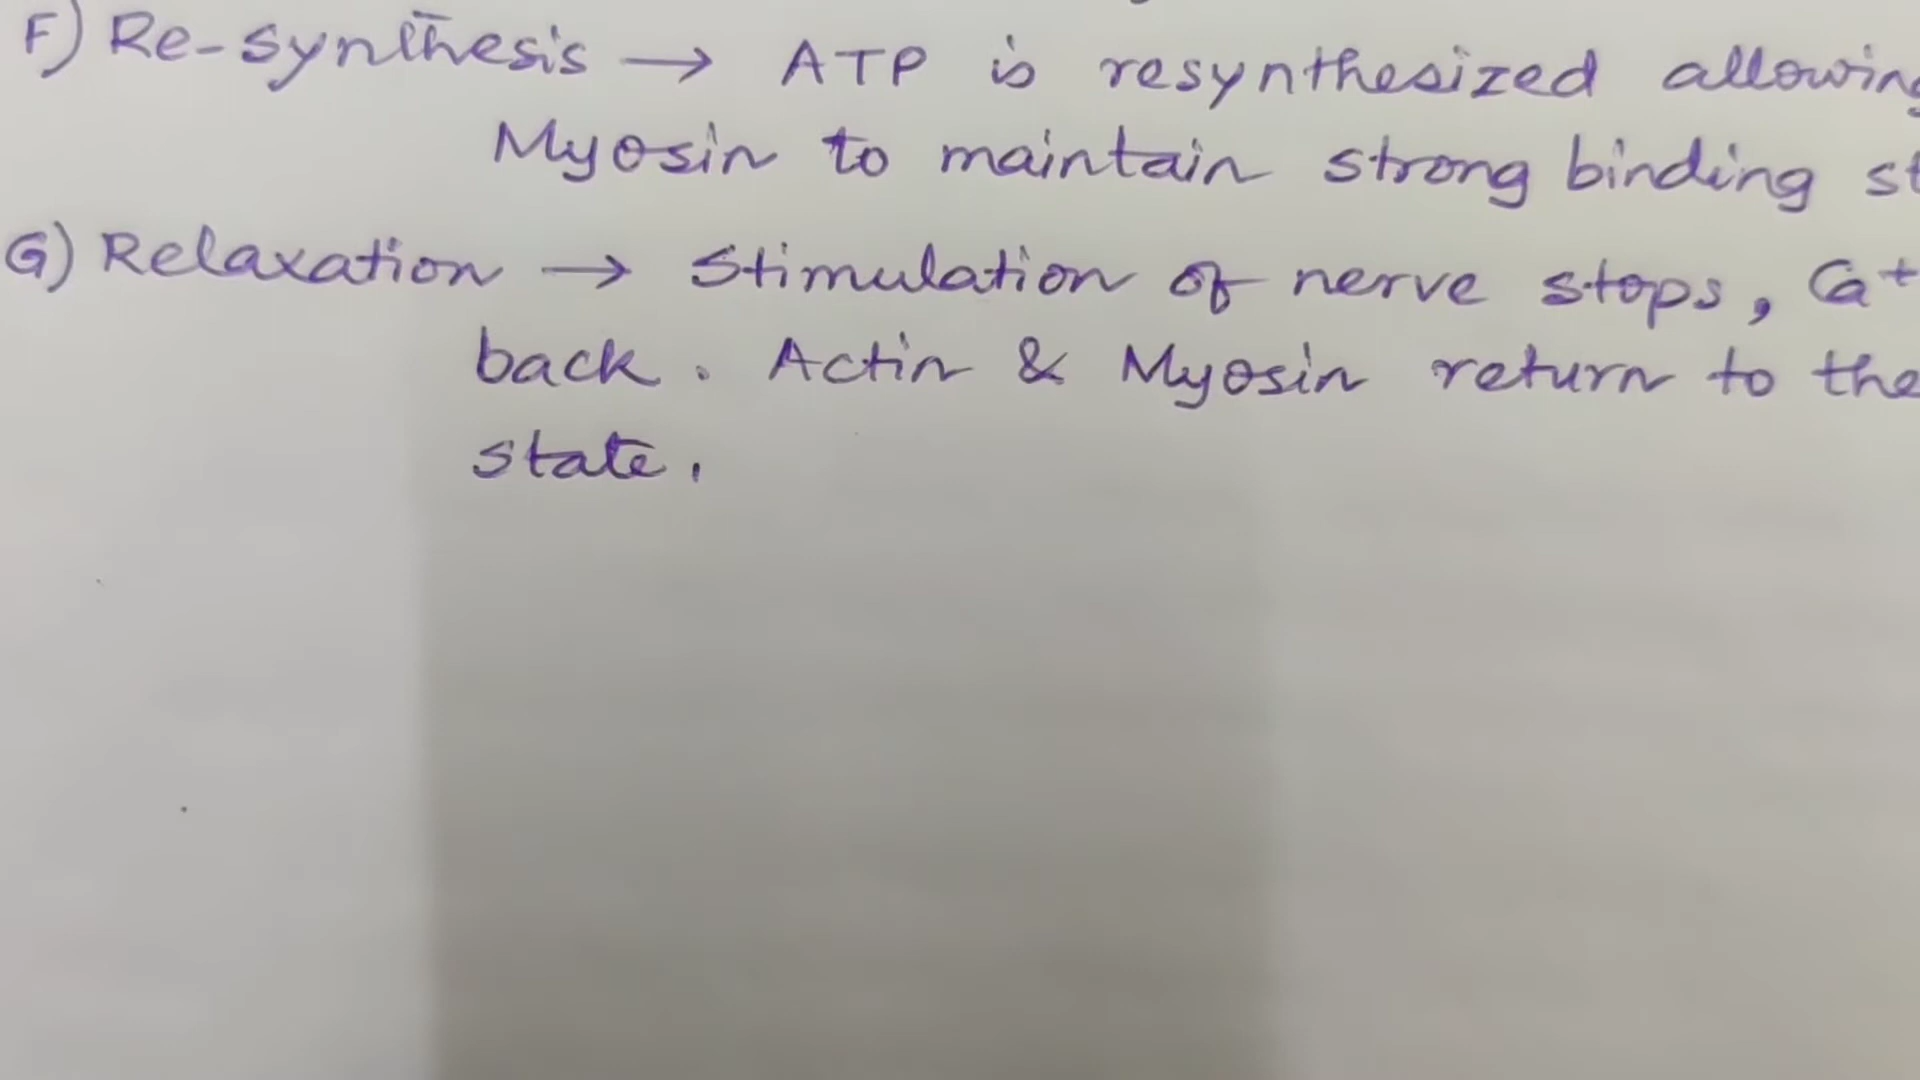 F) Re-synthesis → ATP is resynthesized allowing
Myosin to maintain strong binding st
G) Relaxation → Stimulation of nerve stops, Ca+
back. Actin & Myosin return to the
state.